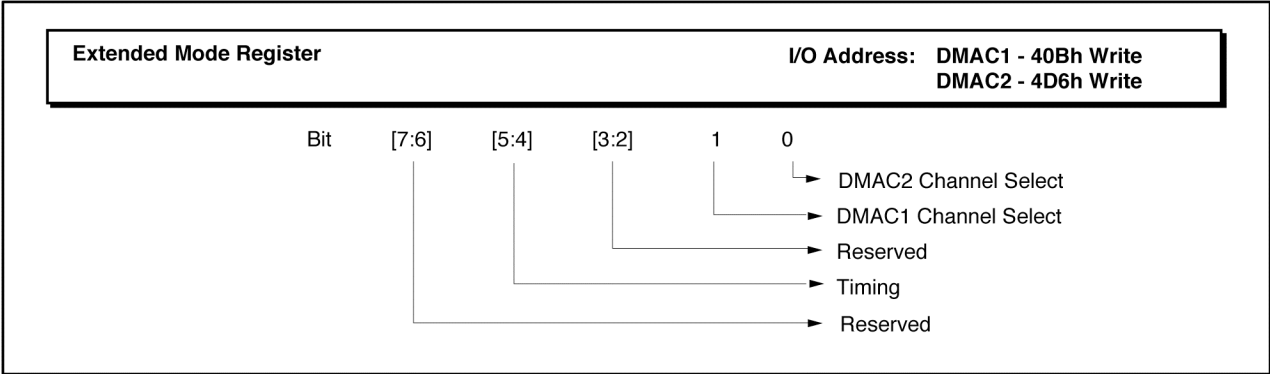 Extended Mode Register I/O Address: DMAC1 - 40Bh Write
DMAC2 - 4D6h Write
Bit [7:6] [5:4] [3:2] 1 0
DMAC2 Channel Select
DMAC1 Channel Select
Reserved
Timing
Reserved